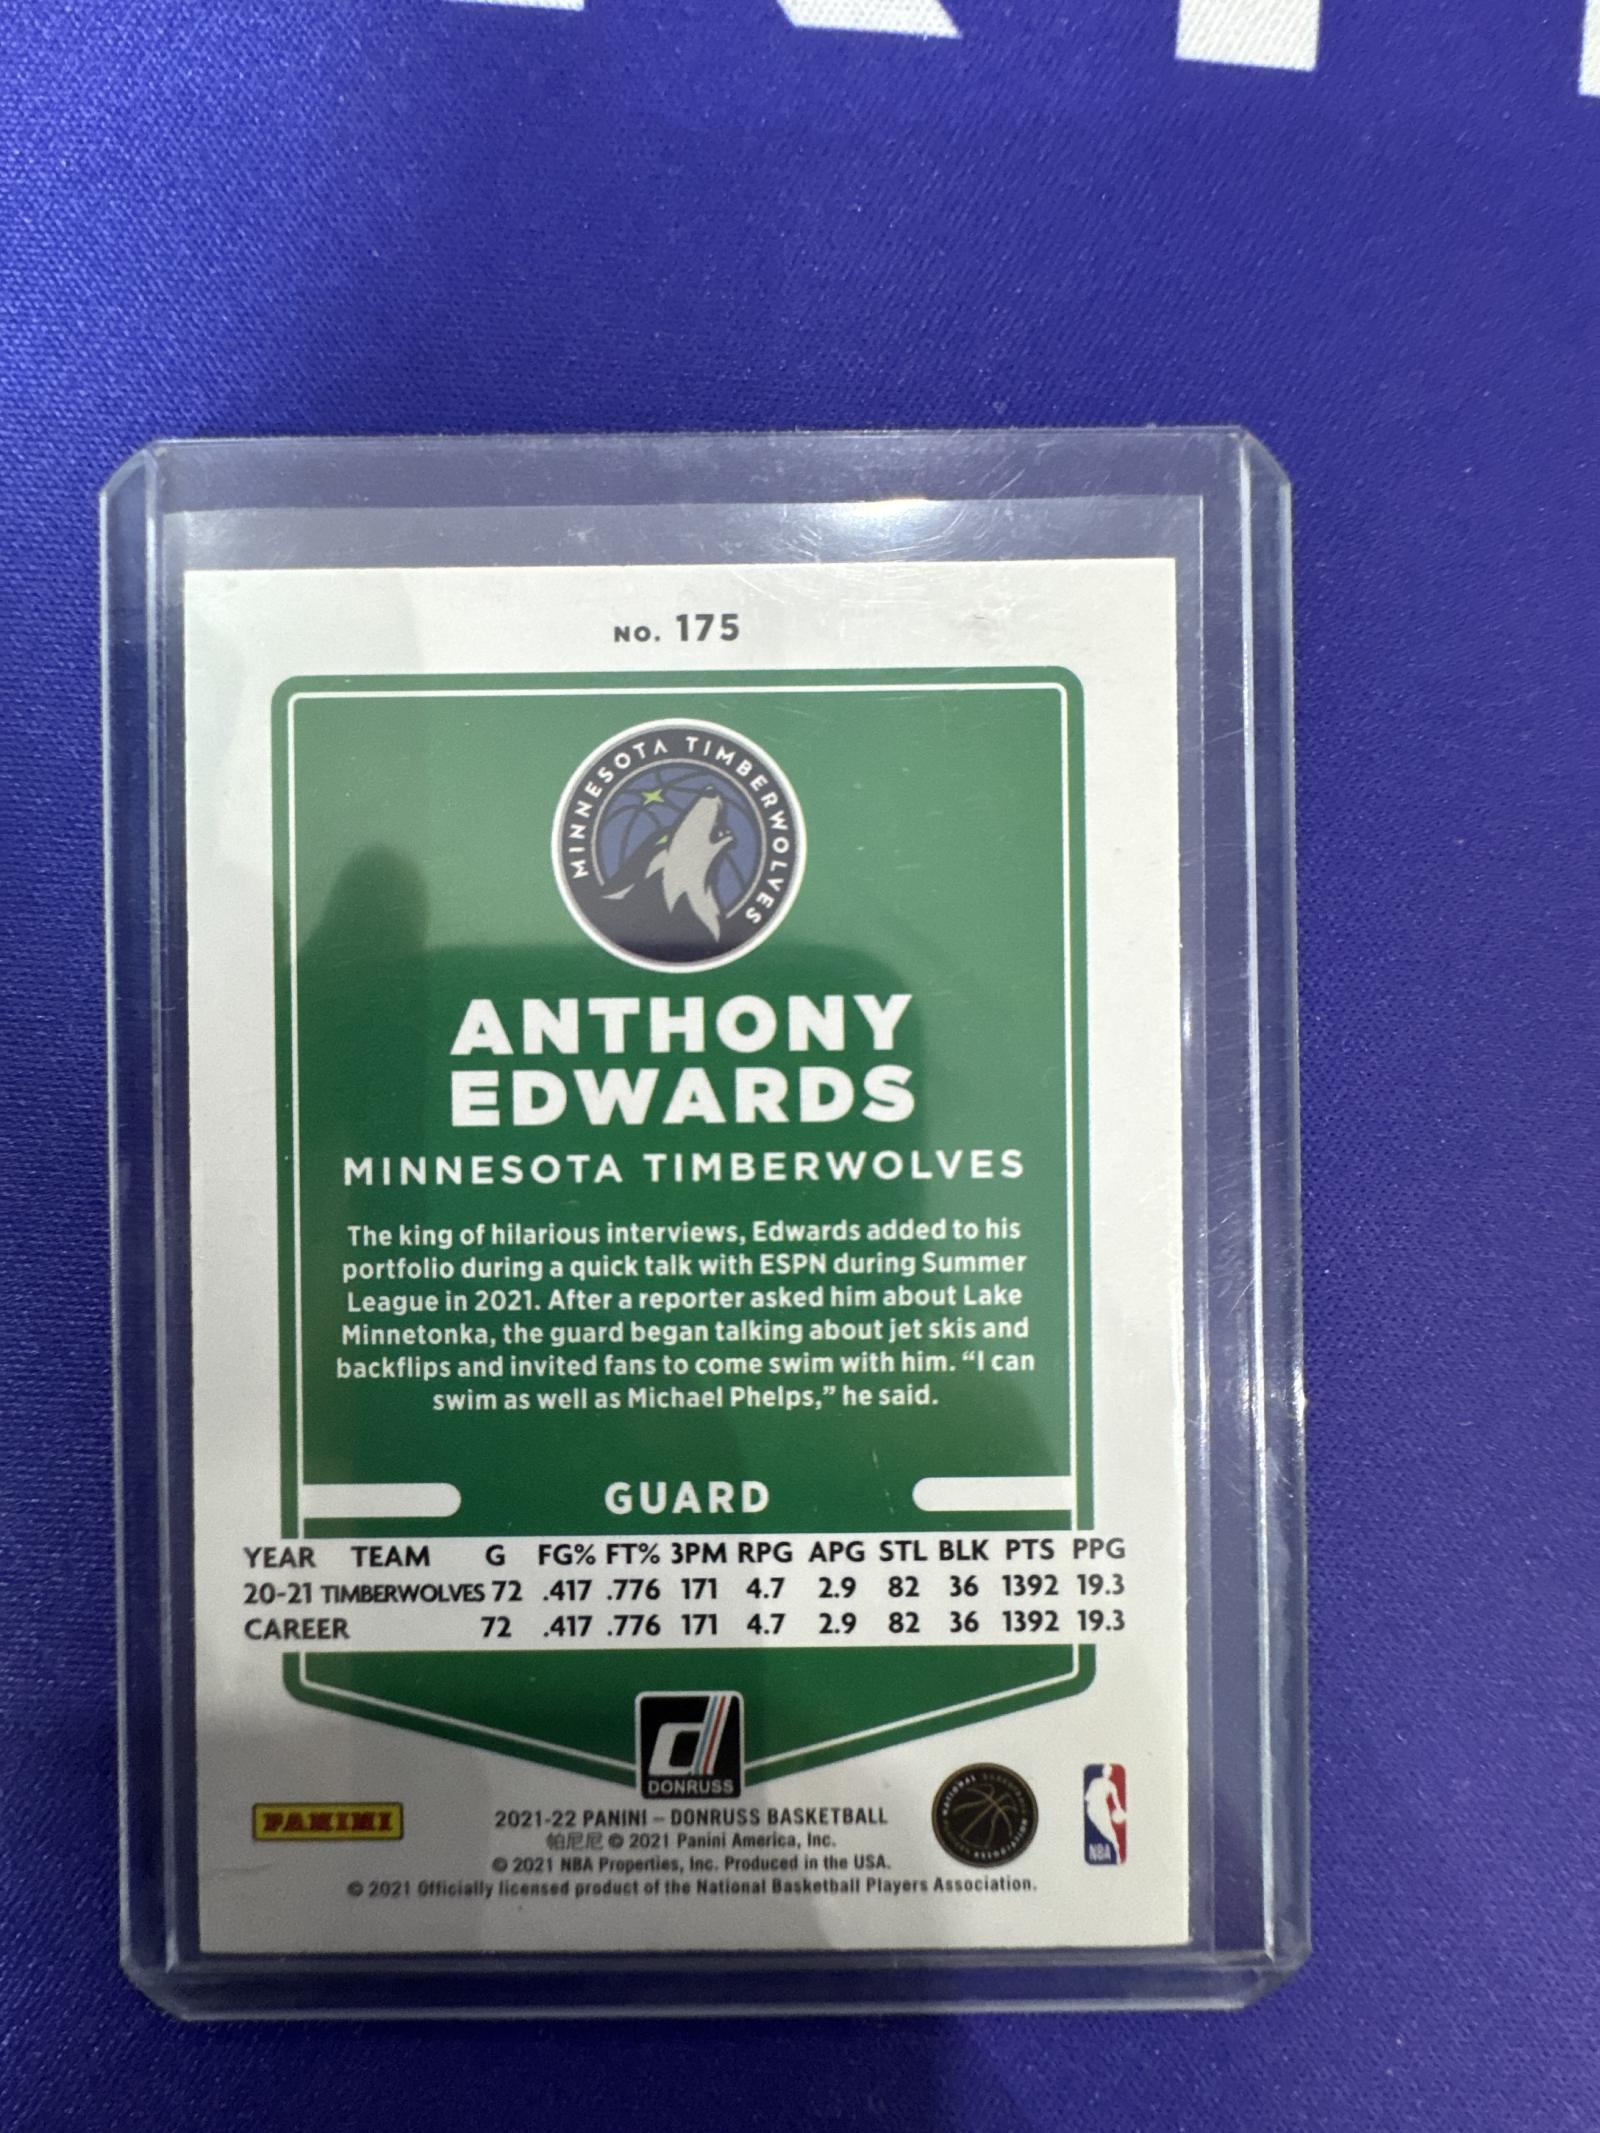 NO. 175
MINNESOTA TIMBERWOLVES
ANTHONY
EDWARDS
MINNESOTA TIMBERWOLVES
The king of hilarious interviews, Edwards added to his
portfolio during a quick talk with ESPN during Summer
League in 2021. After a reporter asked him about Lake
Minnetonka, the guard began talking about jet skis and
backflips and invited fans to come swim with him. “I can
swim as well as Michael Phelps,” he said.
GUARD
YEAR TEAM G FG% FT% 3PM RPG APG STL BLK PTS PPG
20-21 TIMBERWOLVES 72 .417 .776 171 4.7 2.9 82 36 1392 19.3
CAREER 72 .417 .776 171 4.7 2.9 82 36 1392 19.3
d
DONRUSS
PANINI
2021-22 PANINI – DONRUSS BASKETBALL
帕尼尼 © 2021 Panini America, Inc.
© 2021 NBA Properties, Inc. Produced in the USA.
© 2021 Officially licensed product of the National Basketball Players Association.
NATIONAL BASKETBALL PLAYERS ASSOCIATION
NBA